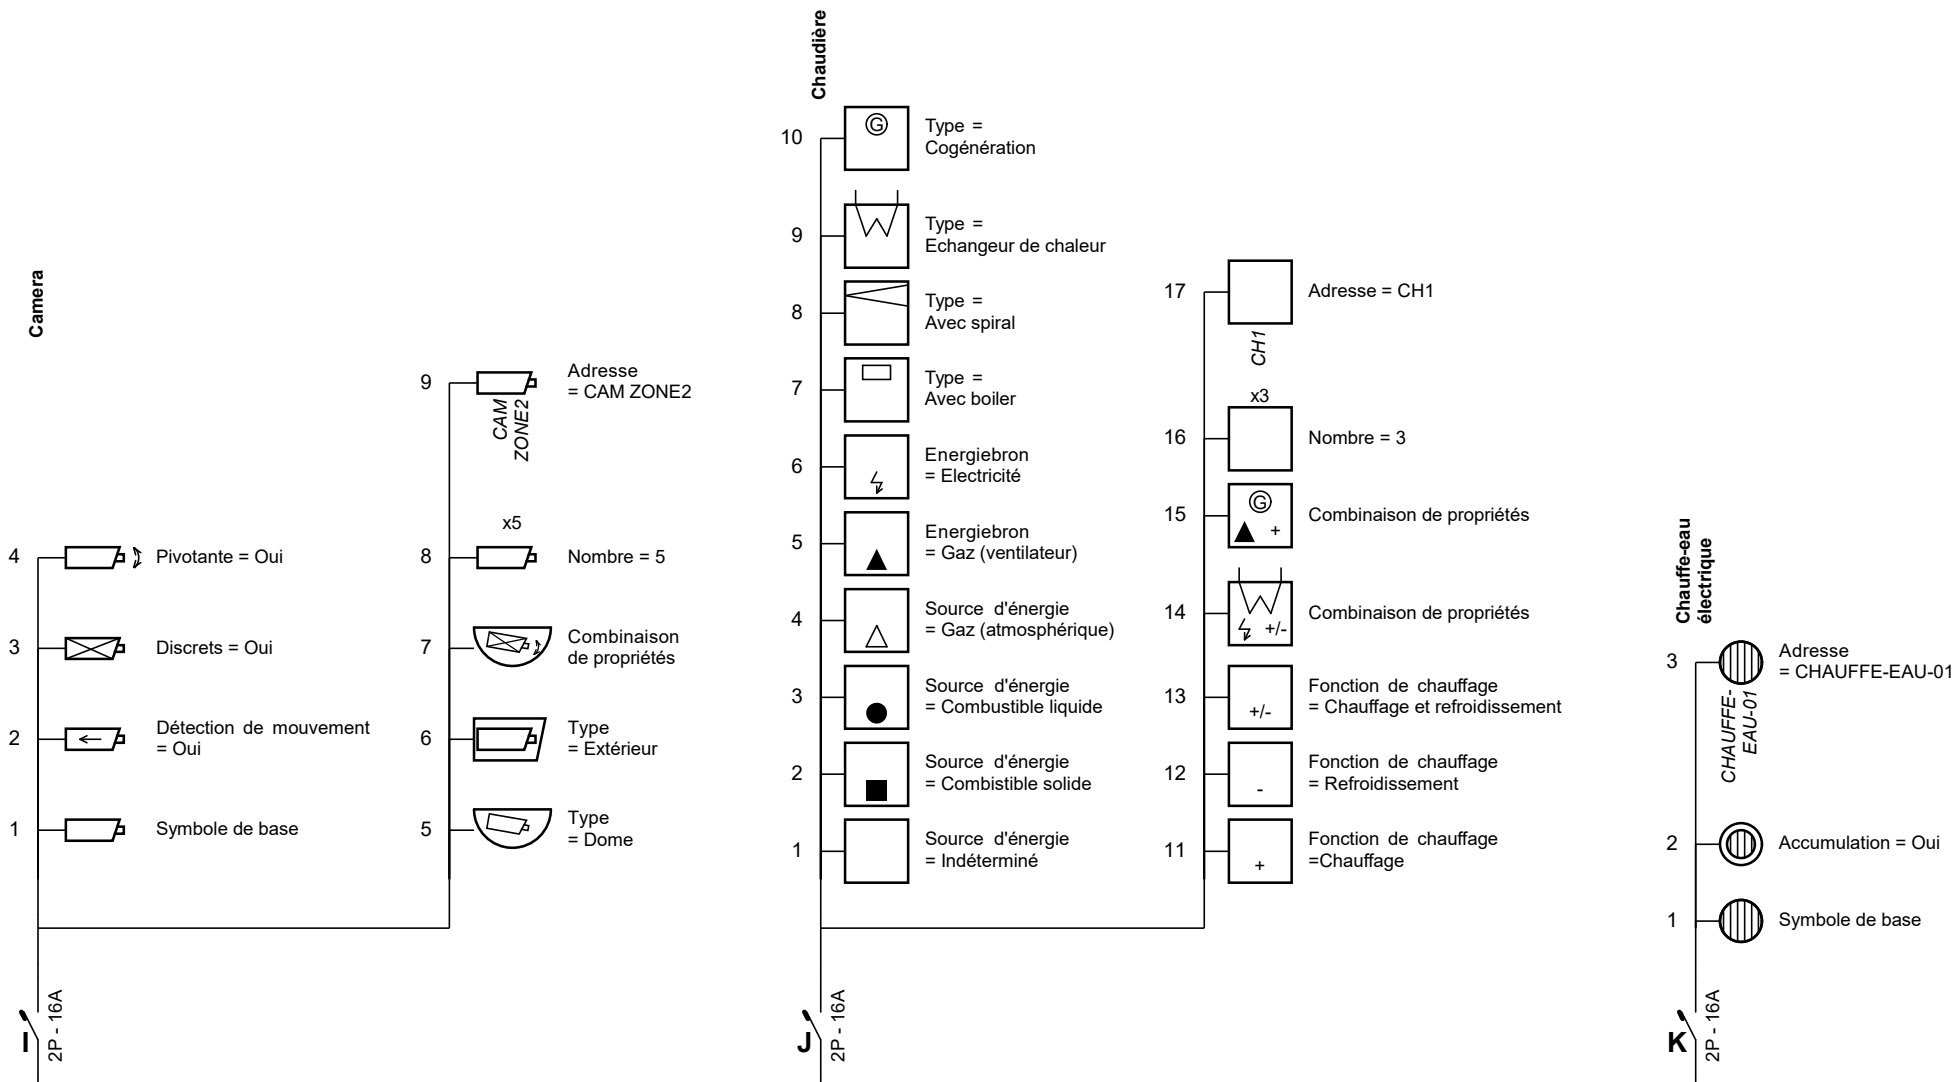 Camera
4
Pivotante = Oui
3
Discrets = Oui
2
Détection de mouvement
= Oui
1
Symbole de base
9
Adresse
= CAM ZONE2
CAM
ZONE2
x5
8
Nombre = 5
7
Combinaison
de propriétés
6
Type
= Extérieur
5
Type
= Dome
I
2P - 16A
Chaudière
10
G
Type =
Cogénération
9
Type =
Echangeur de chaleur
8
Type =
Avec spiral
7
Type =
Avec boiler
6
Energiebron
= Electricité
5
Energiebron
= Gaz (ventilateur)
4
Source d'énergie
= Gaz (atmosphérique)
3
Source d'énergie
= Combustible liquide
2
Source d'énergie
= Combistible solide
1
Source d'énergie
= Indéterminé
17
Adresse = CH1
CH1
x3
16
Nombre = 3
15
G
+
Combinaison de propriétés
14
+/-
Combinaison de propriétés
13
+/-
Fonction de chauffage
= Chauffage et refroidissement
12
-
Fonction de chauffage
= Refroidissement
11
+
Fonction de chauffage
=Chauffage
J
2P - 16A
Chauffe-eau
électrique
3
Adresse
= CHAUFFE-EAU-01
CHAUFFE-
EAU-01
2
Accumulation = Oui
1
Symbole de base
K
2P - 16A